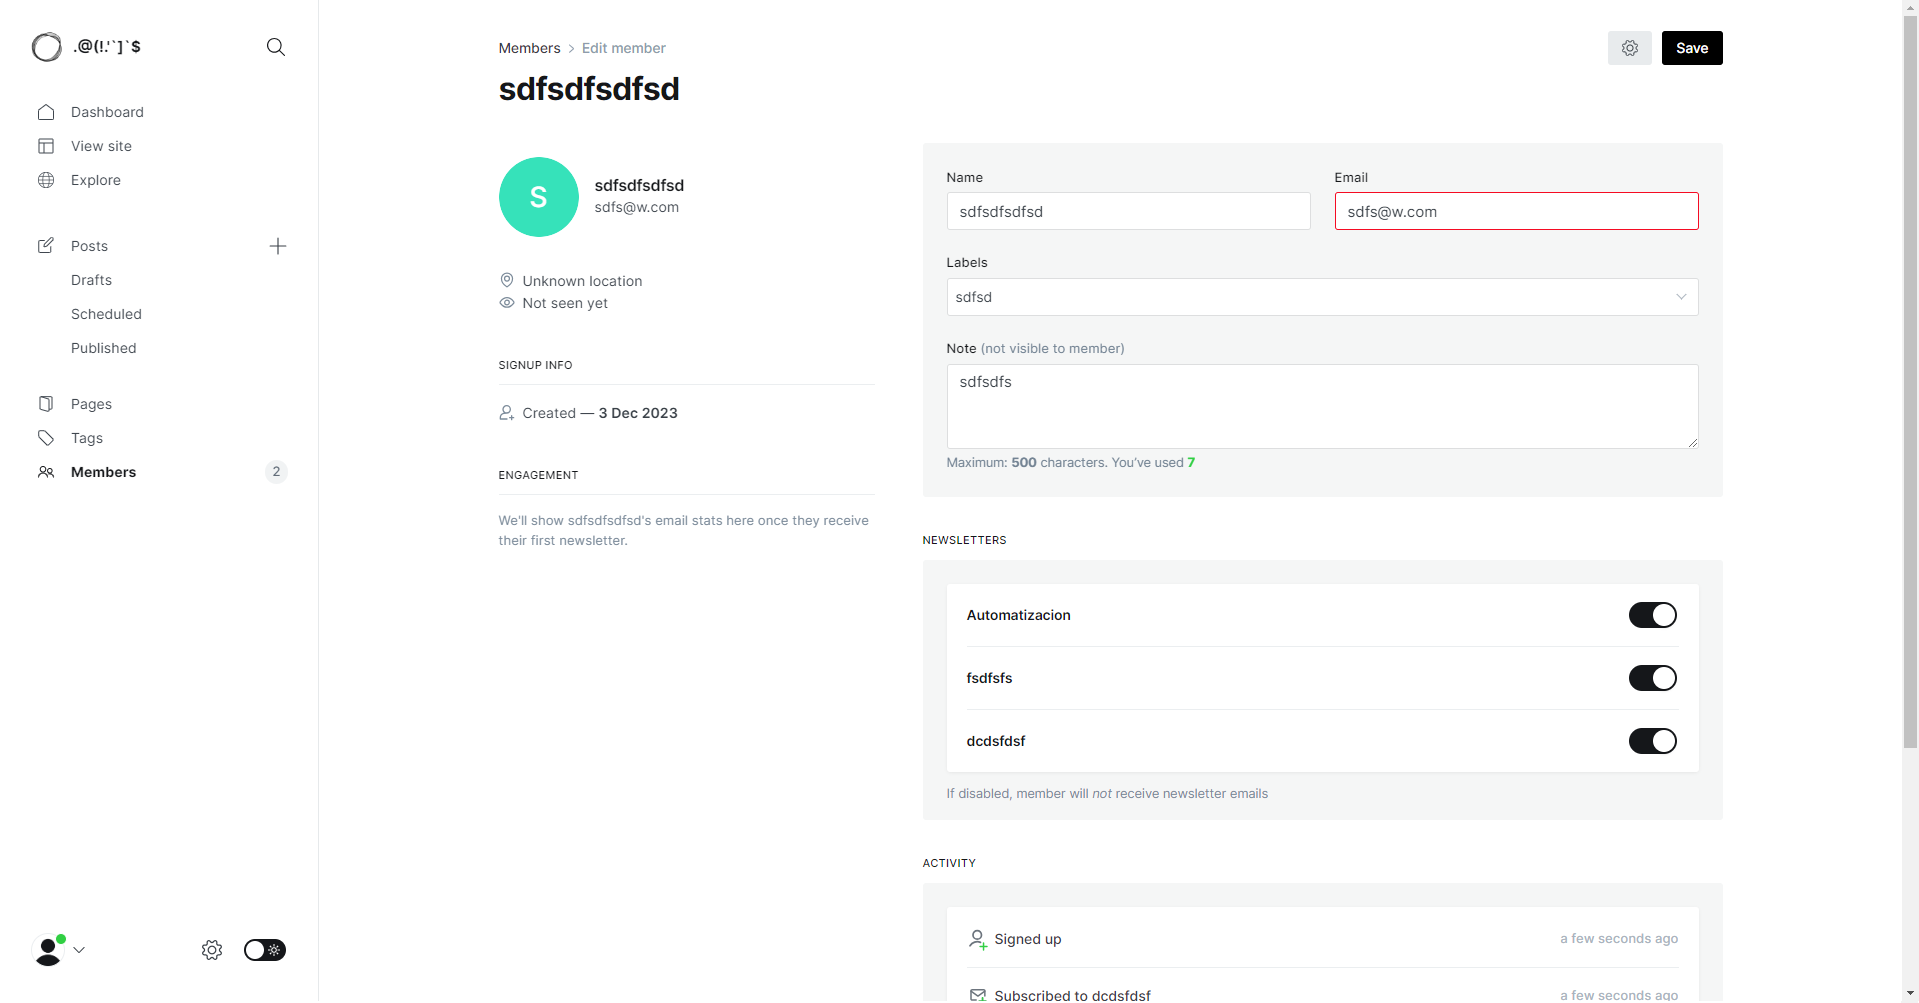 .@(!.'`]`$
Dashboard
View site
Explore
Posts
Drafts
Scheduled
Published
Pages
Tags
Members 2
Members > Edit member
Save
sdfsdfsdfsd
S
sdfsdfsdfsd
sdfs@w.com
Unknown location
Not seen yet
SIGNUP INFO
Created — 3 Dec 2023
ENGAGEMENT
We'll show sdfsdfsdfsd's email stats here once they receive
their first newsletter.
Name
sdfsdfsdfsd
Email
sdfs@w.com
Labels
sdfsd
Note (not visible to member)
sdfsdfs
Maximum: 500 characters. You've used 7
NEWSLETTERS
Automatizacion
fsdfsfs
dcdsfdsf
If disabled, member will not receive newsletter emails
ACTIVITY
Signed up a few seconds ago
Subscribed to dcdsfdsf a few seconds ago